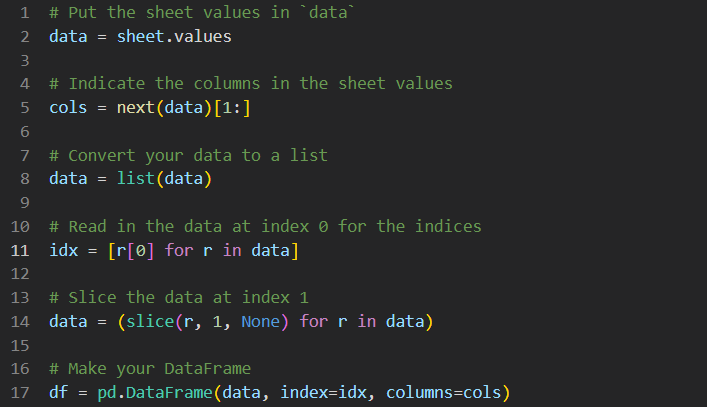 1 # Put the sheet values in `data`
2 data = sheet.values
3
4 # Indicate the columns in the sheet values
5 cols = next(data)[1:]
6
7 # Convert your data to a list
8 data = list(data)
9
10 # Read in the data at index 0 for the indices
11 idx = [r[0] for r in data]
12
13 # Slice the data at index 1
14 data = (slice(r, 1, None) for r in data)
15
16 # Make your DataFrame
17 df = pd.DataFrame(data, index=idx, columns=cols)